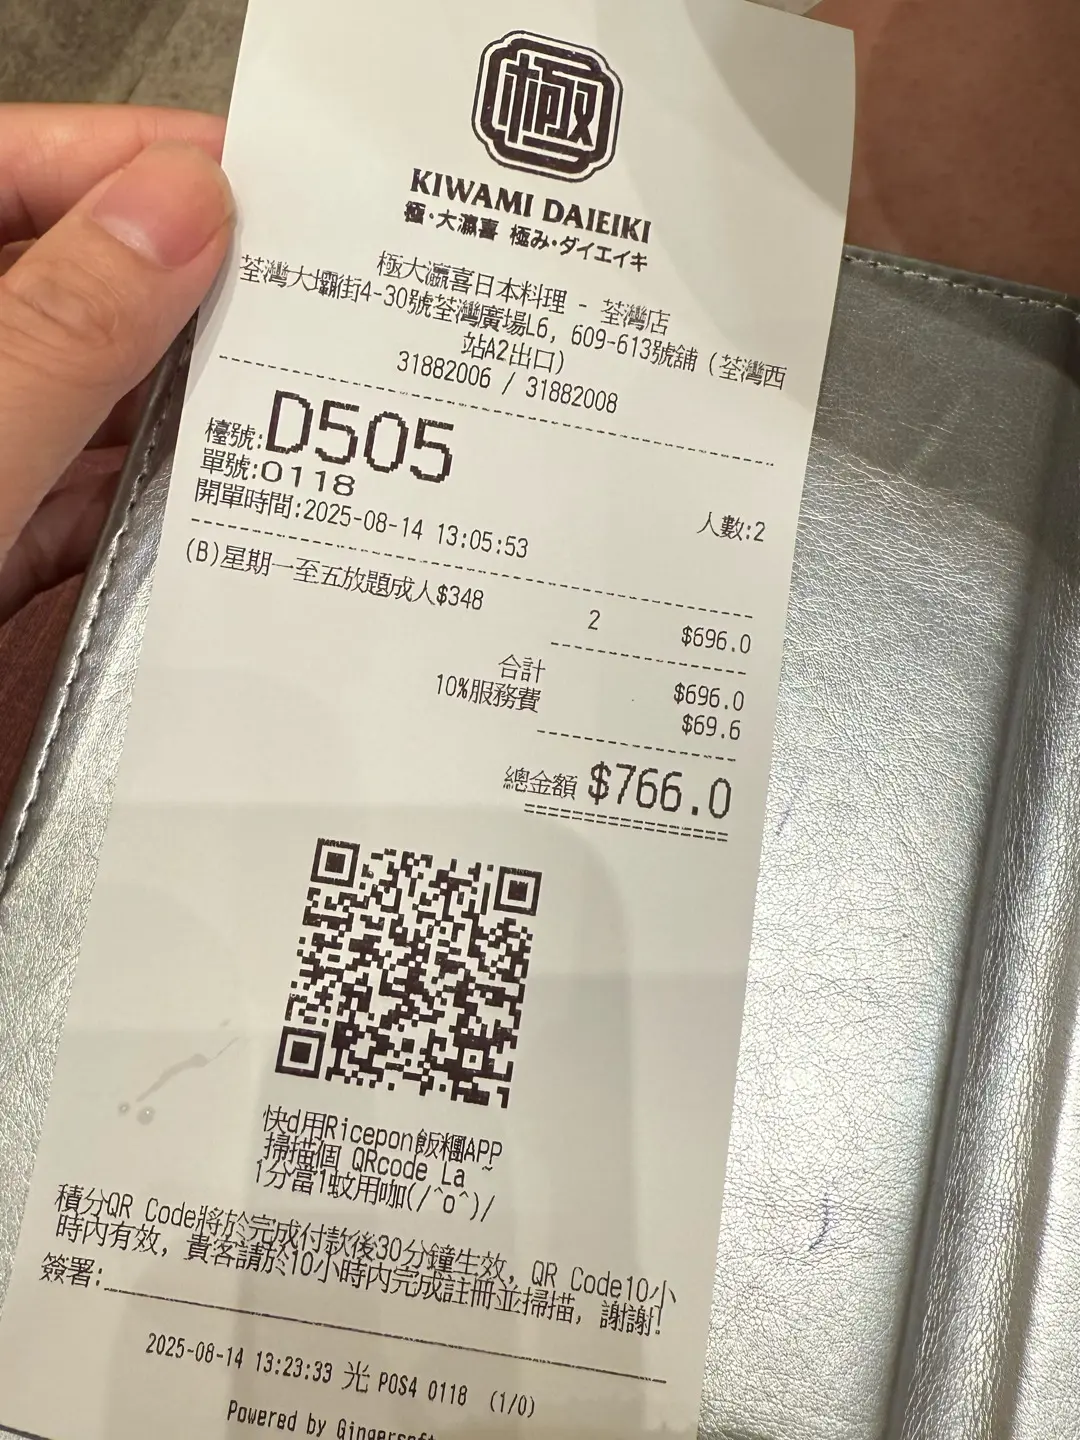 極
KIWAMI DAIEIKI
極·大瀛喜 極み·ダイエイキ
極大瀛喜日本料理 - 荃灣店
荃灣大壩街4-30號荃灣廣場L6, 609-613號舖 (荃灣西
站A2出口)
31882006 / 31882008
檯號:D505
單號:0118
人數:2
開單時間:2025-08-14 13:05:53
(B)星期一至五放題成人$348
2 $696.0
合計 $696.0
10%服務費 $69.6
總金額 $766.0
快d用Ricepon飯糰APP
掃描個 QRcode La~
1分當1蚊用咖(/^o^)/
積分QR Code將於完成付款後30分鐘生效, QR Code10小
時內有效, 貴客請於10小時內完成註冊並掃描, 謝謝!
簽署:
2025-08-14 13:23:33 光 POS4 0118 (1/0)
Powered by Gingersoft